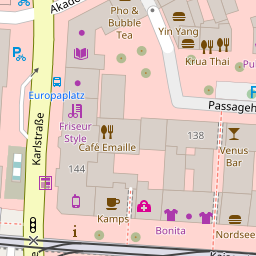 Akade
Pho &
Bubble
Tea
Yin Yang
Krua Thai
Pu
P
Passageh
Europaplatz
Karlstraße
Friseur
Style
Café Emaille
138
Venus
Bar
144
Kamps
Bonita
Nordsee
Kai